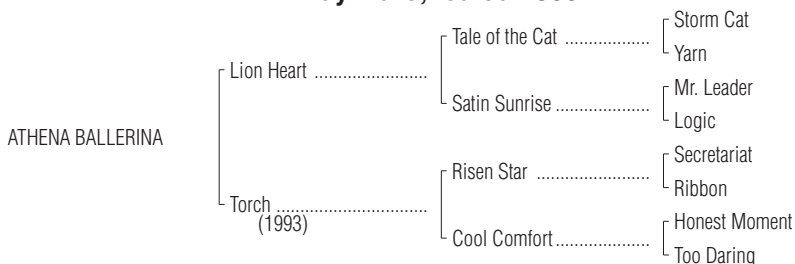 Storm Cat
Tale of the Cat ..................
Yarn
Lion Heart ........................
Mr. Leader
Satin Sunrise ....................
Logic
ATHENA BALLERINA
Secretariat
Risen Star ........................
Ribbon
Torch ................................
(1993)
Honest Moment
Cool Comfort....................
Too Daring